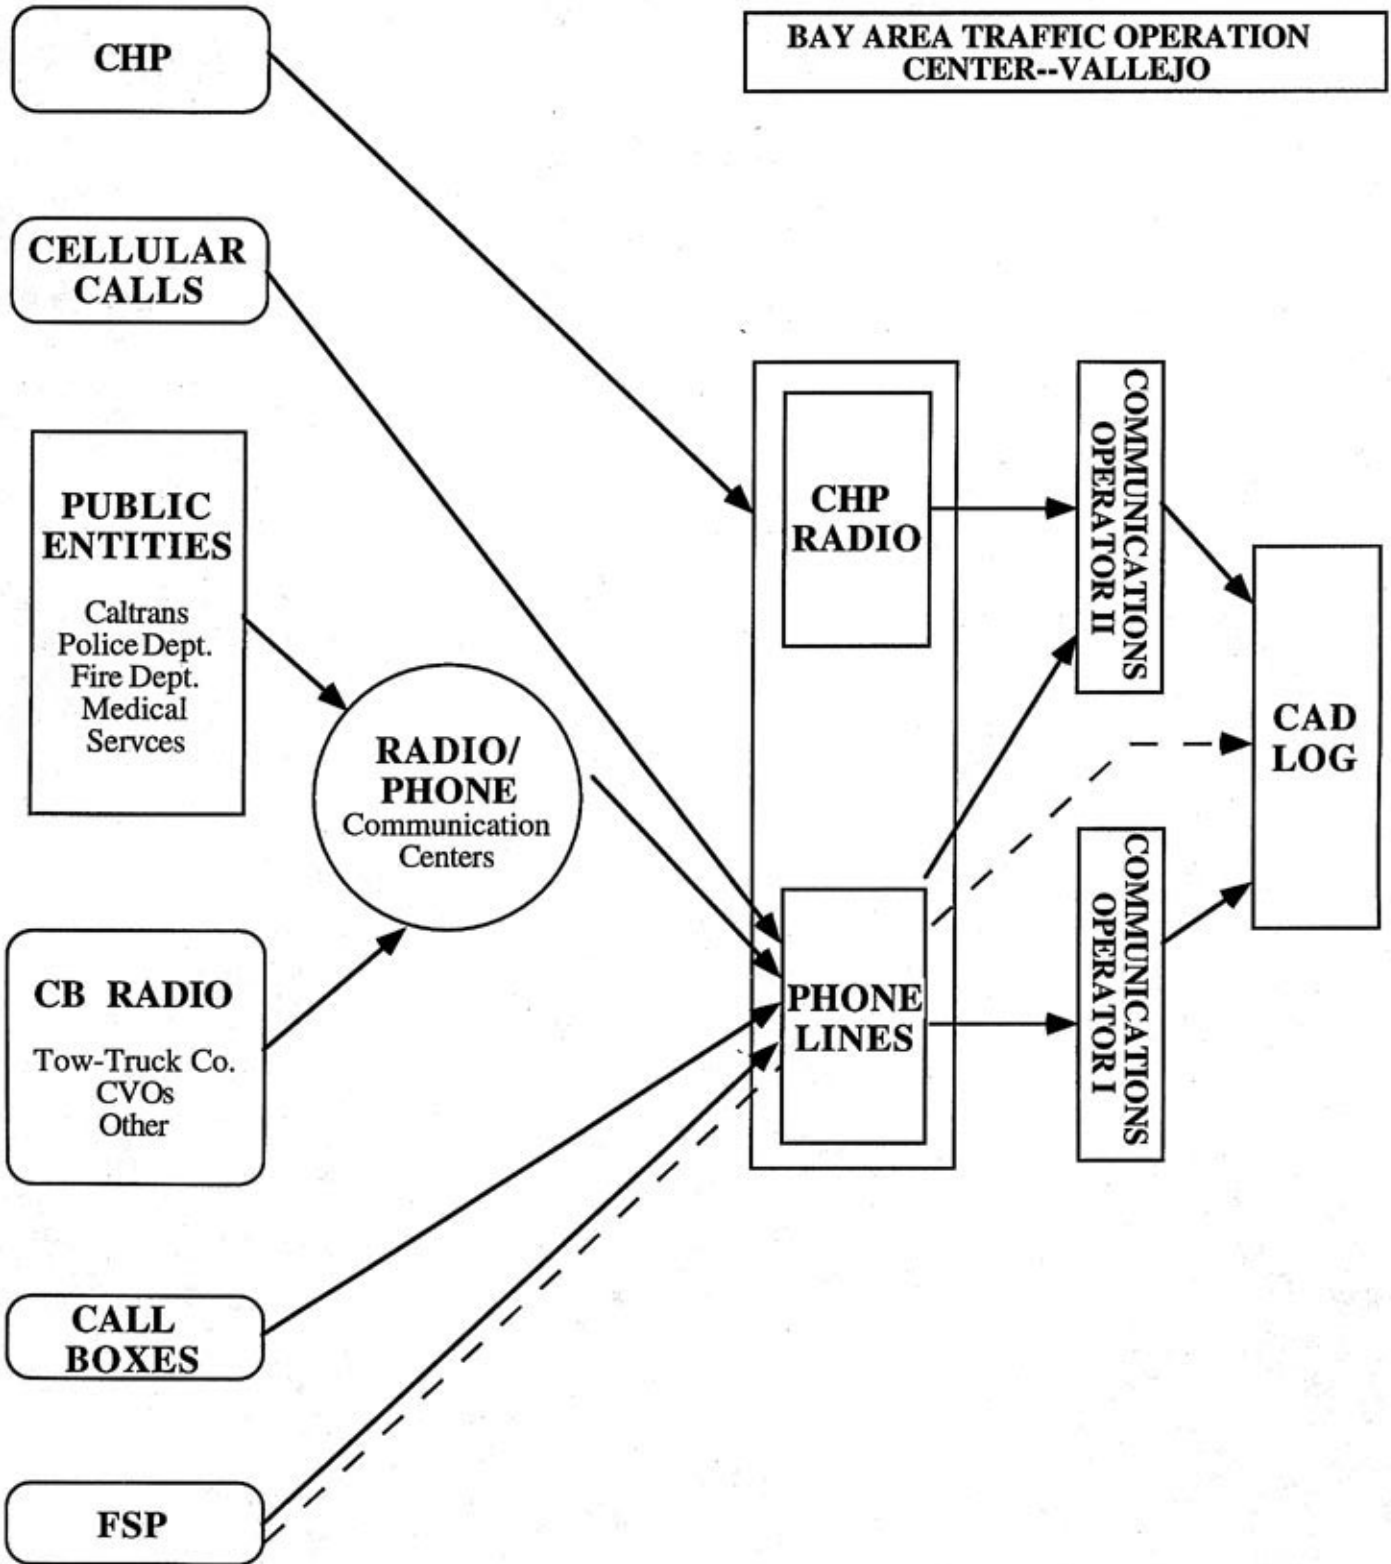 CHP
BAY AREA TRAFFIC OPERATION
CENTER--VALLEJO
CELLULAR
CALLS
PUBLIC
ENTITIES
Caltrans
Police Dept.
Fire Dept.
Medical
Servces
RADIO/
PHONE
Communication
Centers
CB RADIO
Tow-Truck Co.
CVOs
Other
CALL
BOXES
FSP
CHP
RADIO
PHONE
LINES
COMMUNICATIONS
OPERATOR II
COMMUNICATIONS
OPERATOR I
CAD
LOG